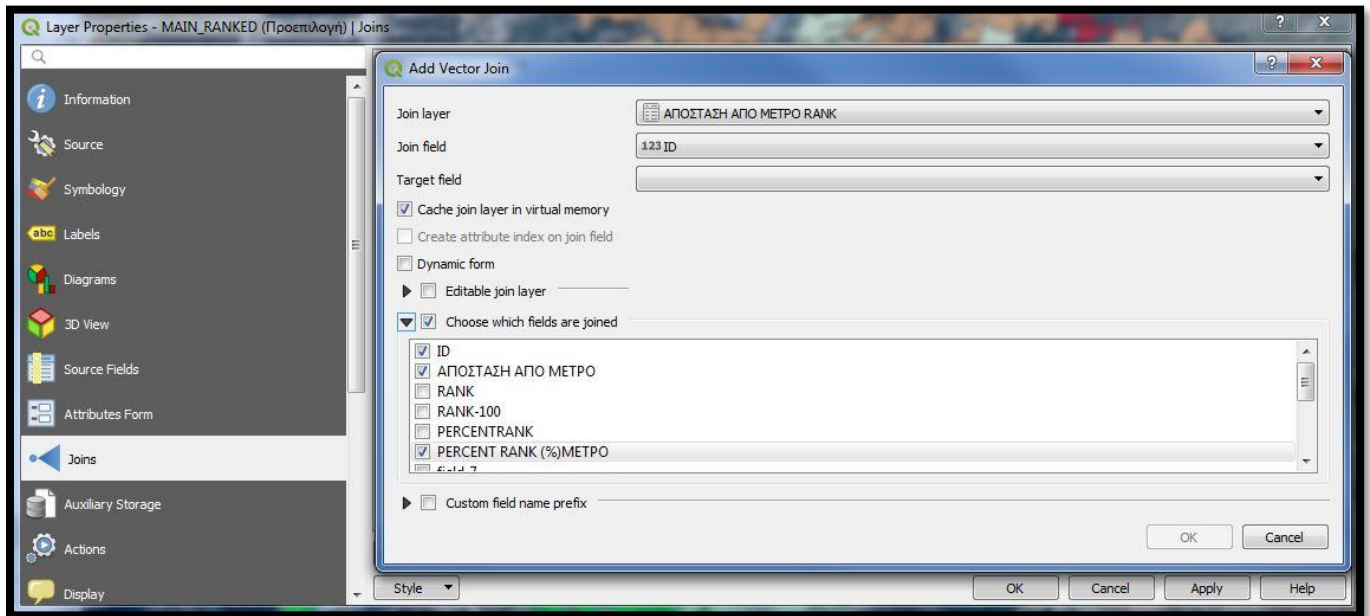 Layer Properties - MAIN_RANKED (Προεπιλογή) | Joins
Information
Source
Symbology
abc Labels
Diagrams
3D View
Source Fields
Attributes Form
Joins
Auxiliary Storage
Actions
Display
Add Vector Join
Join layer ΑΠΟΣΤΑΣΗ ΑΠΟ ΜΕΤΡΟ RANK
Join field 123 ID
Target field
Cache join layer in virtual memory
Create attribute index on join field
Dynamic form
Editable join layer
Choose which fields are joined
ID
ΑΠΟΣΤΑΣΗ ΑΠΟ ΜΕΤΡΟ
RANK
RANK-100
PERCENTRANK
PERCENT RANK (%)ΜΕΤΡΟ
field_7
Custom field name prefix
OK Cancel
Style OK Cancel Apply Help